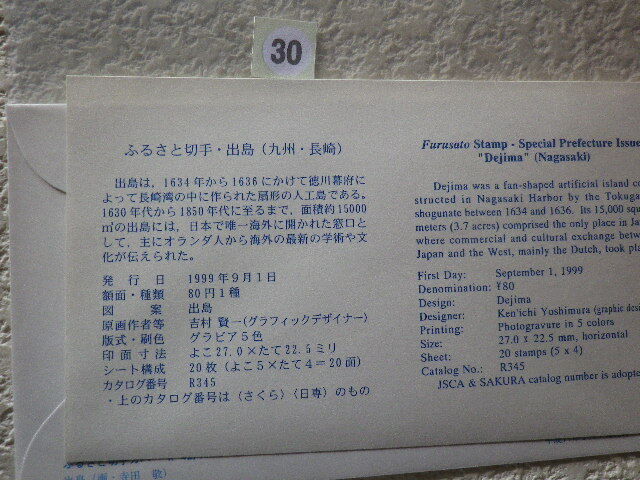 30
ふるさと切手・出島（九州・長崎）
出島は，1634年から1636にかけて徳川幕府に
よって長崎湾の中に作られた扇形の人工島である。
1630年代から1850年代に至るまで，面積約15000
㎡の出島には，日本で唯一海外に開かれた窓口と
して，主にオランダ人から海外の最新の学術や文
化が伝えられた。
発行日 1999年9月1日
額面・種類 80円1種
図案 出島
原画作者等 吉村 賢一(グラフィックデザイナー)
版式・刷色 グラビア5色
印面寸法 よこ27.0×たて22.5ミリ
シート構成 20枚（よこ5×たて4＝20面）
カタログ番号 R345
・上のカタログ番号は〈さくら〉〈日専〉のもの
Furusato Stamp - Special Prefecture Issue
"Dejima" (Nagasaki)
Dejima was a fan-shaped artificial island co
structed in Nagasaki Harbor by the Tokuga
shogunate between 1634 and 1636. Its 15,000 squ
meters (3.7 acres) comprised the only place in Ja
where commercial and cultural exchange betw
Japan and the West, mainly the Dutch, took pla
First Day: September 1, 1999
Denomination: ¥80
Design: Dejima
Designer: Ken'ichi Yoshimura (graphic desi
Printing: Photogravure in 5 colors
Size: 27.0 x 22.5 mm, horizontal
Sheet: 20 stamps (5 x 4)
Catalog No.: R345
JSCA & SAKURA catalog number is adopte
出島（画・寺田 敬）